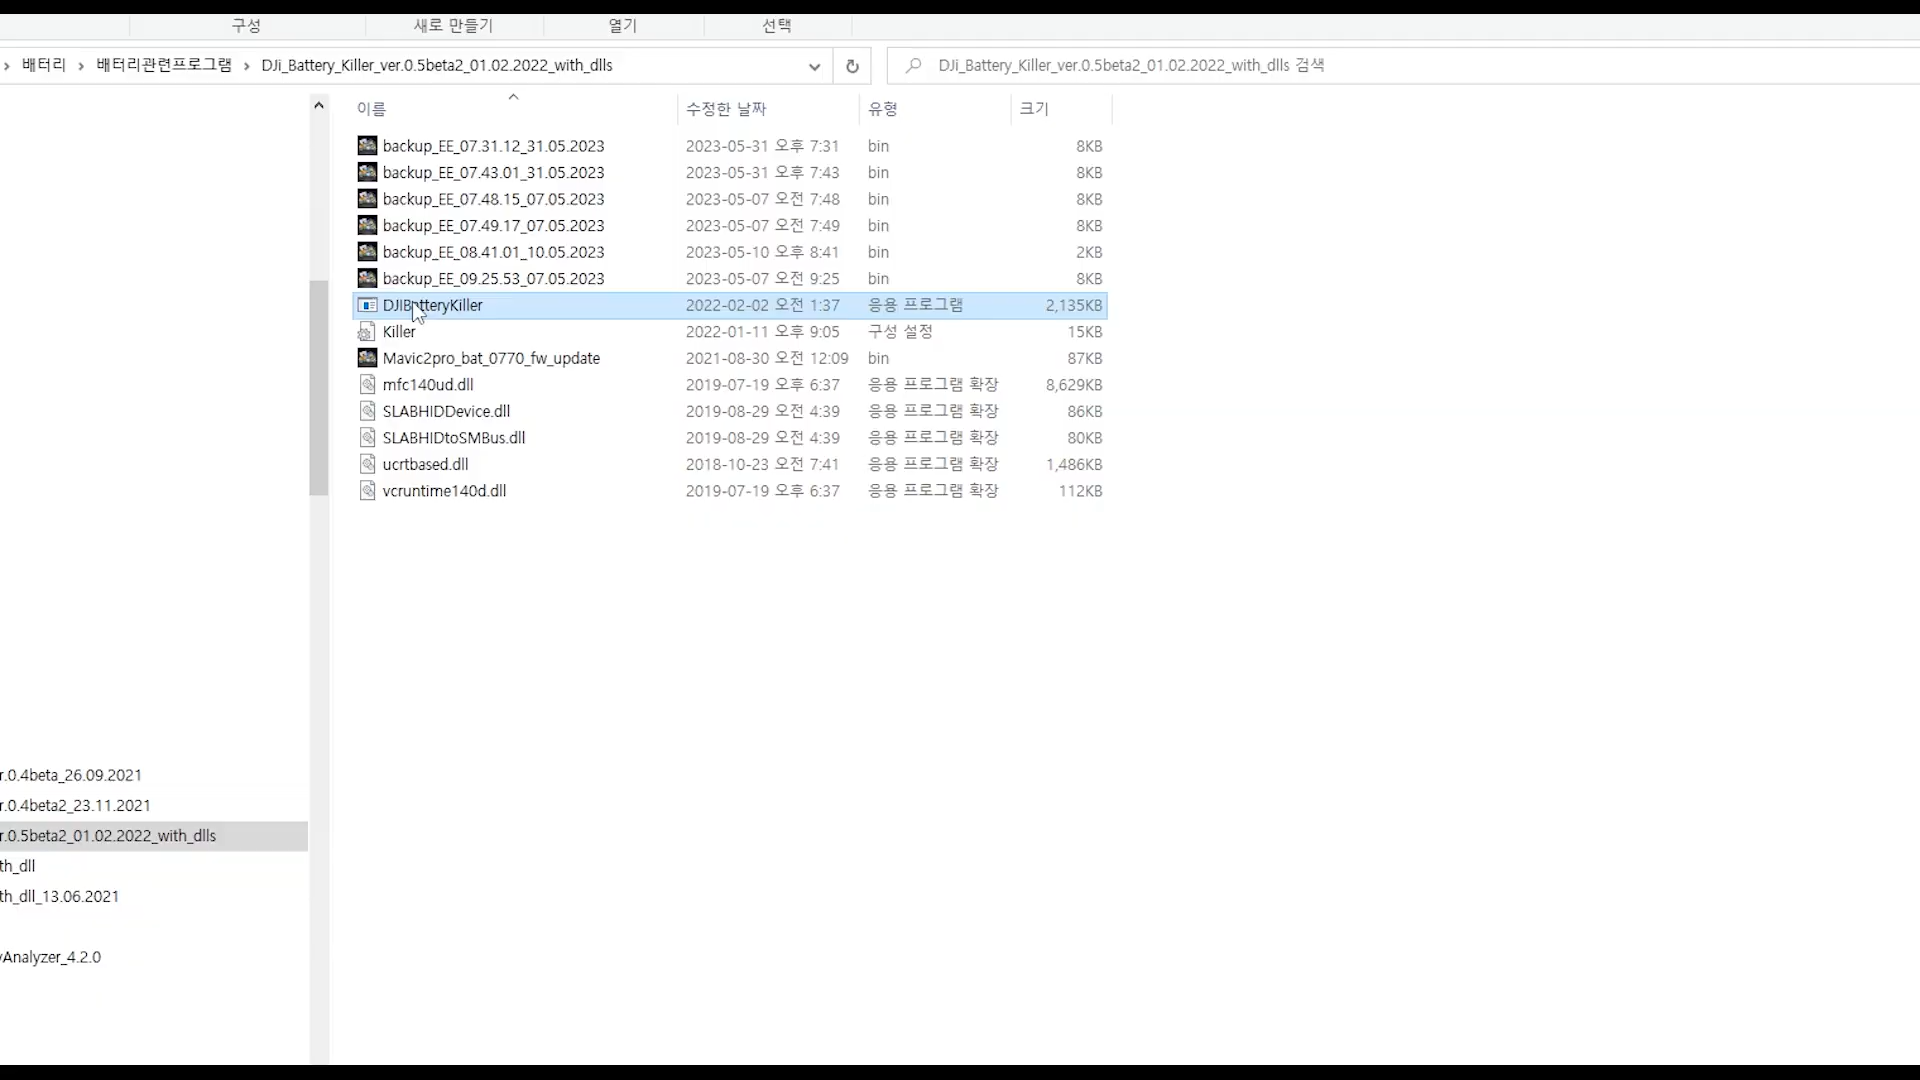 구성 새로 만들기 열기 선택
› 배터리 › 배터리관련프로그램 › DJi_Battery_Killer_ver.0.5beta2_01.02.2022_with_dlls
DJi_Battery_Killer_ver.0.5beta2_01.02.2022_with_dlls 검색
이름 수정한 날짜 유형 크기
backup_EE_07.31.12_31.05.2023 2023-05-31 오후 7:31 bin 8KB
backup_EE_07.43.01_31.05.2023 2023-05-31 오후 7:43 bin 8KB
backup_EE_07.48.15_07.05.2023 2023-05-07 오전 7:48 bin 8KB
backup_EE_07.49.17_07.05.2023 2023-05-07 오전 7:49 bin 8KB
backup_EE_08.41.01_10.05.2023 2023-05-10 오후 8:41 bin 2KB
backup_EE_09.25.53_07.05.2023 2023-05-07 오전 9:25 bin 8KB
DJIBatteryKiller 2022-02-02 오전 1:37 응용 프로그램 2,135KB
Killer 2022-01-11 오후 9:05 구성 설정 15KB
Mavic2pro_bat_0770_fw_update 2021-08-30 오전 12:09 bin 87KB
mfc140ud.dll 2019-07-19 오후 6:37 응용 프로그램 확장 8,629KB
SLABHIDDevice.dll 2019-08-29 오전 4:39 응용 프로그램 확장 86KB
SLABHIDtoSMBus.dll 2019-08-29 오전 4:39 응용 프로그램 확장 80KB
ucrtbased.dll 2018-10-23 오전 7:41 응용 프로그램 확장 1,486KB
vcruntime140d.dll 2019-07-19 오후 6:37 응용 프로그램 확장 112KB
r.0.4beta_26.09.2021
r.0.4beta2_23.11.2021
r.0.5beta2_01.02.2022_with_dlls
th_dll
th_dll_13.06.2021
yAnalyzer_4.2.0